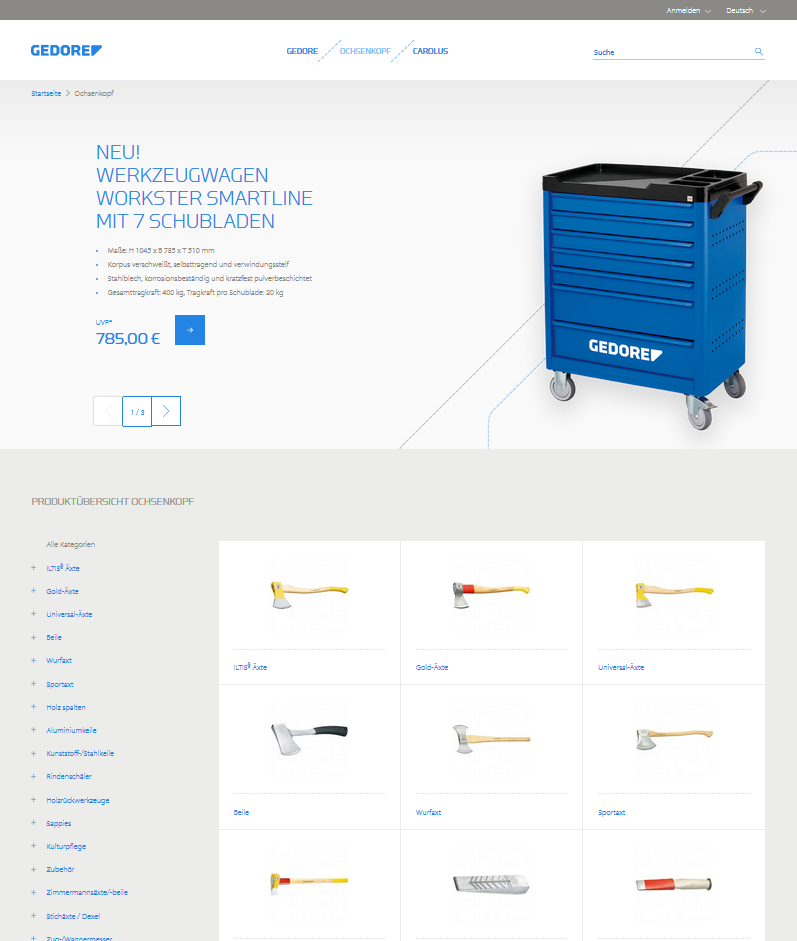 Anmelden
Deutsch
GEDORE
GEDORE
OCHSENKOPF
CAROLUS
Suche
Startseite > Ochsenkopf
NEU!
WERKZEUGWAGEN
WORKSTER SMARTLINE
MIT 7 SCHUBLADEN
Maße: H 1045 x B 785 x T 510 mm
Korpus verschweißt, selbsttragend und verwindungssteif
Stahlblech, korrosionsbeständig und kratzfest pulverbeschichtet
Gesamttragkraft: 400 kg, Tragkraft pro Schublade: 20 kg
UVP*
785,00 €
1 / 3
GEDORE
PRODUKTÜBERSICHT OCHSENKOPF
Alle Kategorien
ILTIS® Äxte
Gold-Äxte
Universal-Äxte
Beile
Wurfaxt
Sportaxt
Holz spalten
Aluminiumkeile
Kunststoff-/Stahlkeile
Rindenschäler
Holzrückwerkzeuge
Sappies
Kulturpflege
Zubehör
Zimmermannsäxte/-beile
Stichäxte / Dexel
Zug-/Wappermesser
ILTIS® Äxte
Gold-Äxte
Universal-Äxte
Beile
Wurfaxt
Sportaxt